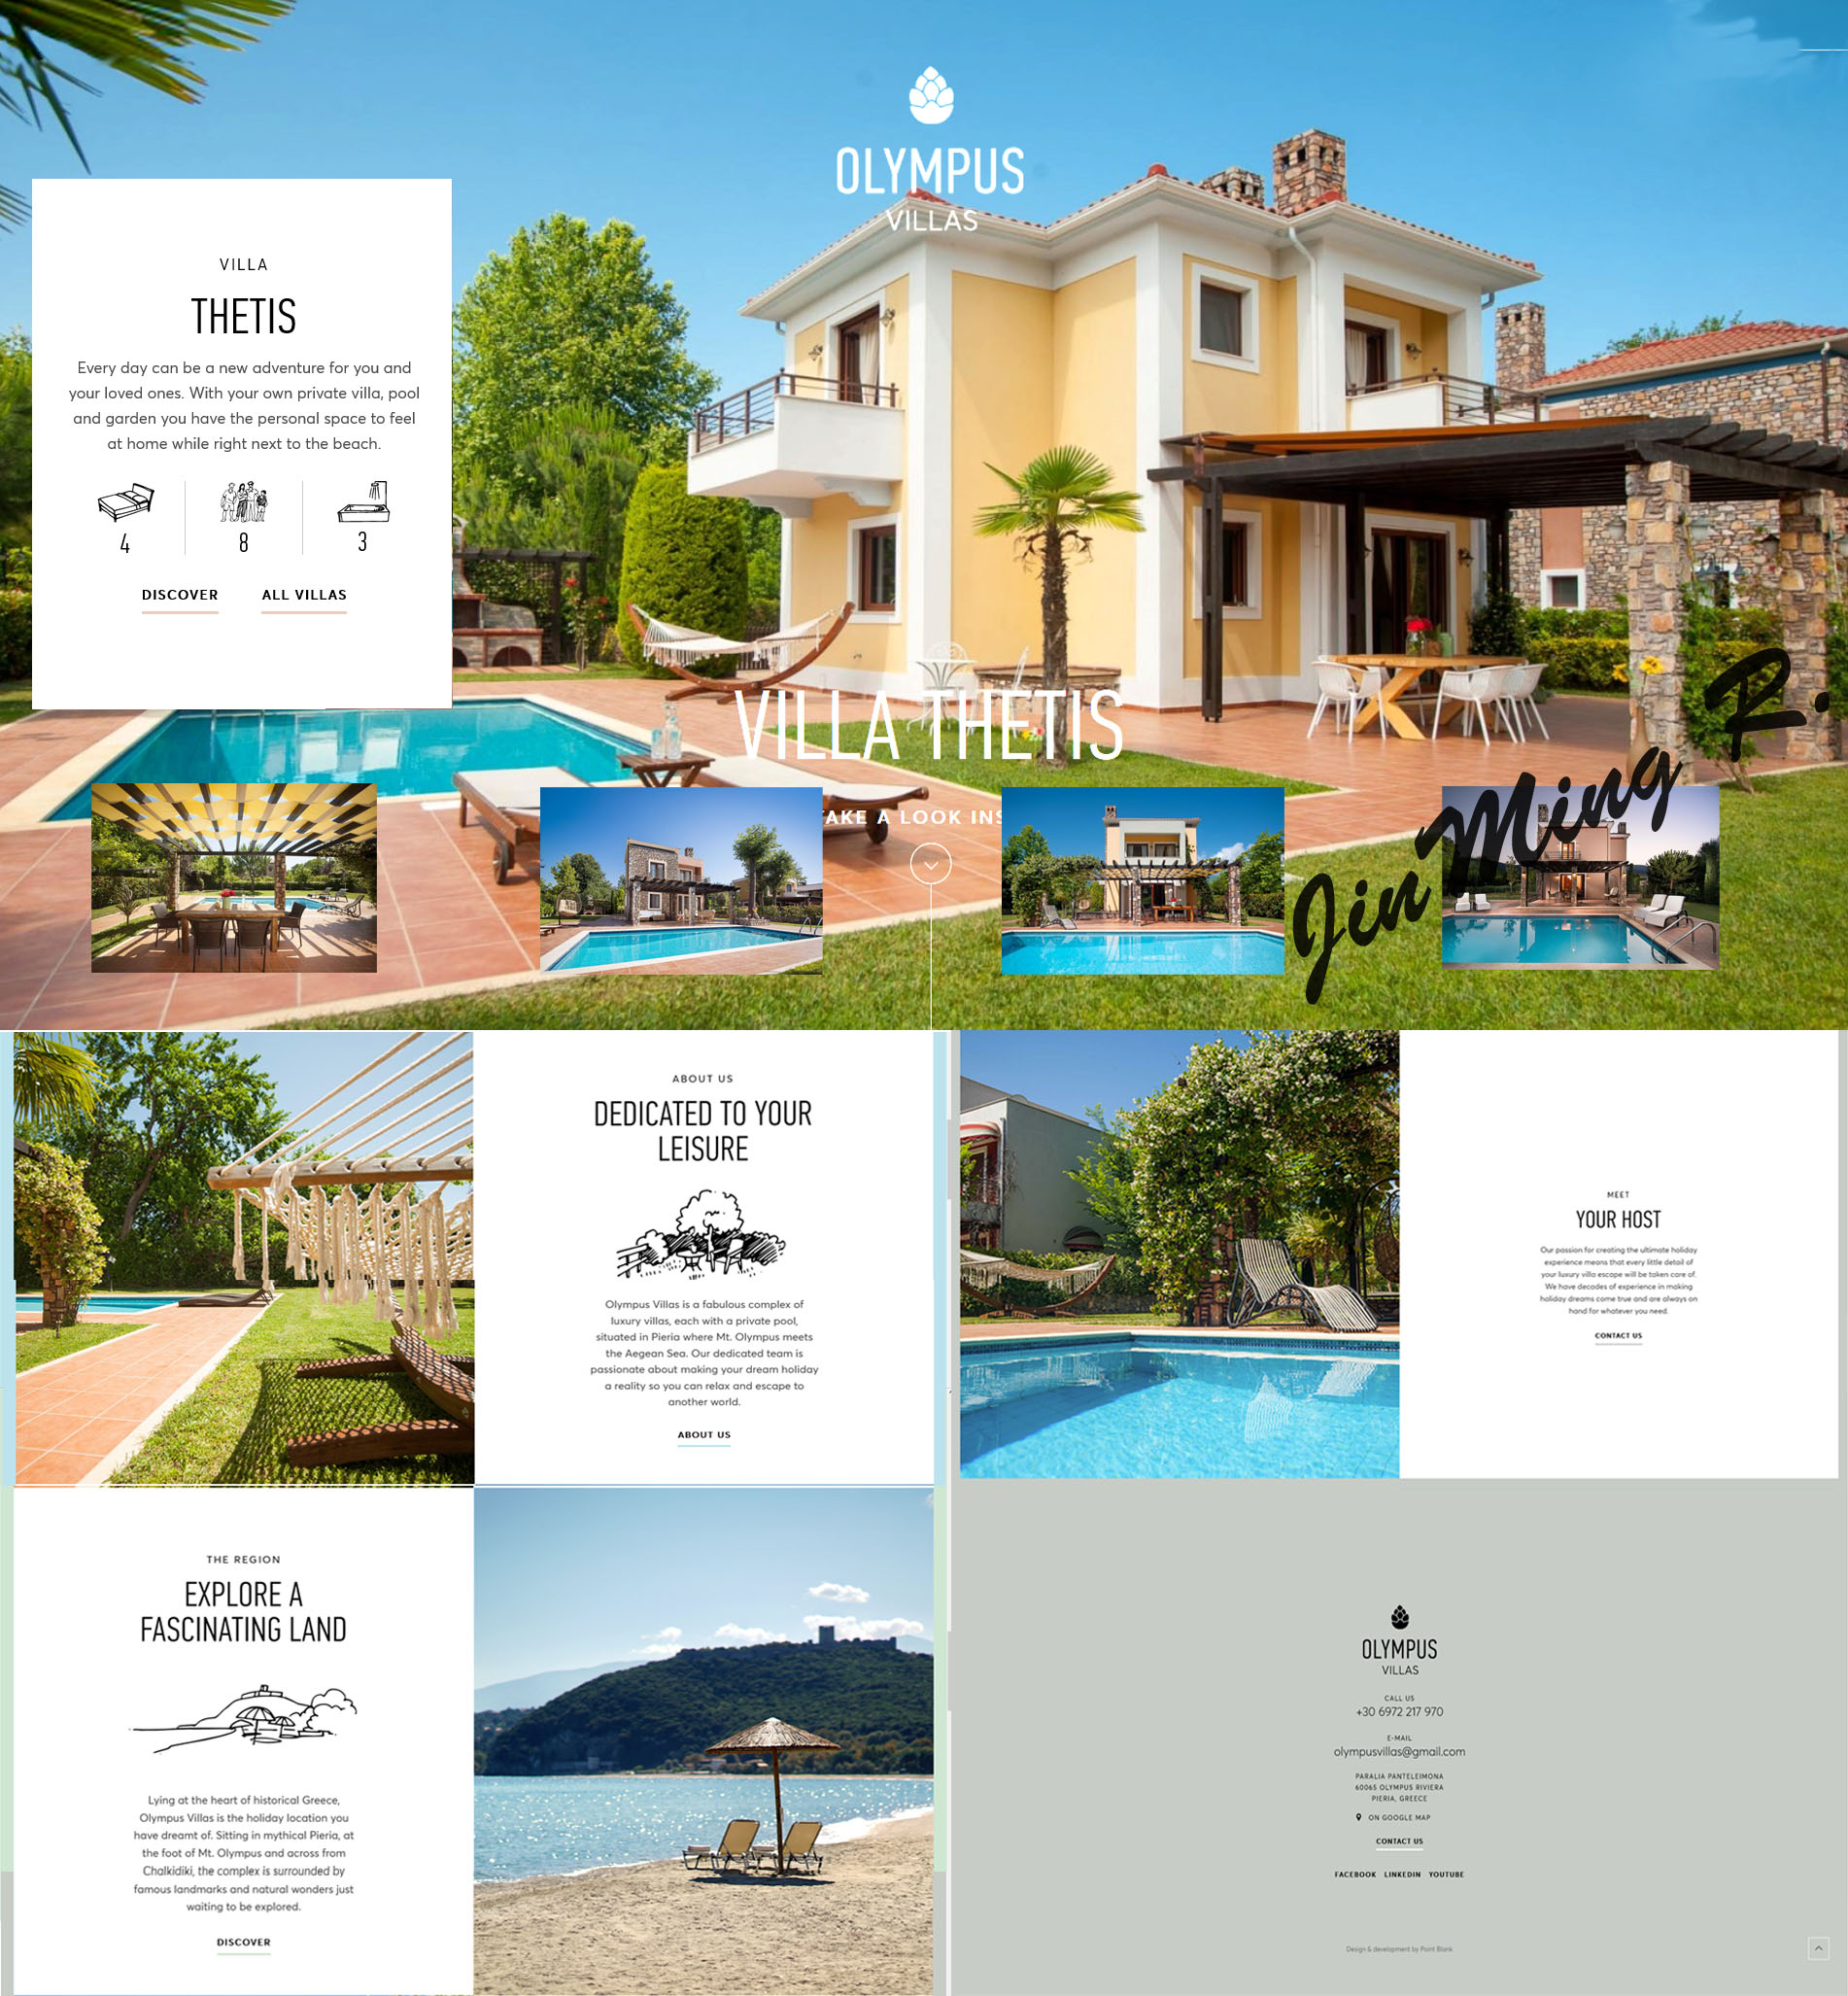 OLYMPUS
VILLAS
VILLA
THETIS
Every day can be a new adventure for you and
your loved ones. With your own private villa, pool
and garden you have the personal space to feel
at home while right next to the beach.
4
8
3
DISCOVER
ALL VILLAS
VILLA THETIS
AKE A LOOK INS
Jin Ming R.
ABOUT US
DEDICATED TO YOUR
LEISURE
Olympus Villas is a fabulous complex of
luxury villas, each with a private pool,
situated in Pieria where Mt. Olympus meets
the Aegean Sea. Our dedicated team is
passionate about making your dream holiday
a reality so you can relax and escape to
another world.
ABOUT US
MEET
YOUR HOST
Our passion for creating the ultimate holiday
experience means that every little detail of
your luxury villa escape will be taken care of.
We have decades of experience in making
holiday dreams come true and are always on
hand for whatever you need.
CONTACT US
THE REGION
EXPLORE A
FASCINATING LAND
Lying at the heart of historical Greece,
Olympus Villas is the holiday location you
have dreamt of. Sitting in mythical Pieria, at
the foot of Mt. Olympus and across from
Chalkidiki, the complex is surrounded by
famous landmarks and natural wonders just
waiting to be explored.
DISCOVER
OLYMPUS
VILLAS
CALL US
+30 6972 217 970
E-MAIL
olympusvillas@gmail.com
PARALIA PANTELEIMONA
60065 OLYMPUS RIVIERA
PIERIA, GREECE
ON GOOGLE MAP
CONTACT US
FACEBOOK LINKEDIN YOUTUBE
Design & development by Point Blank